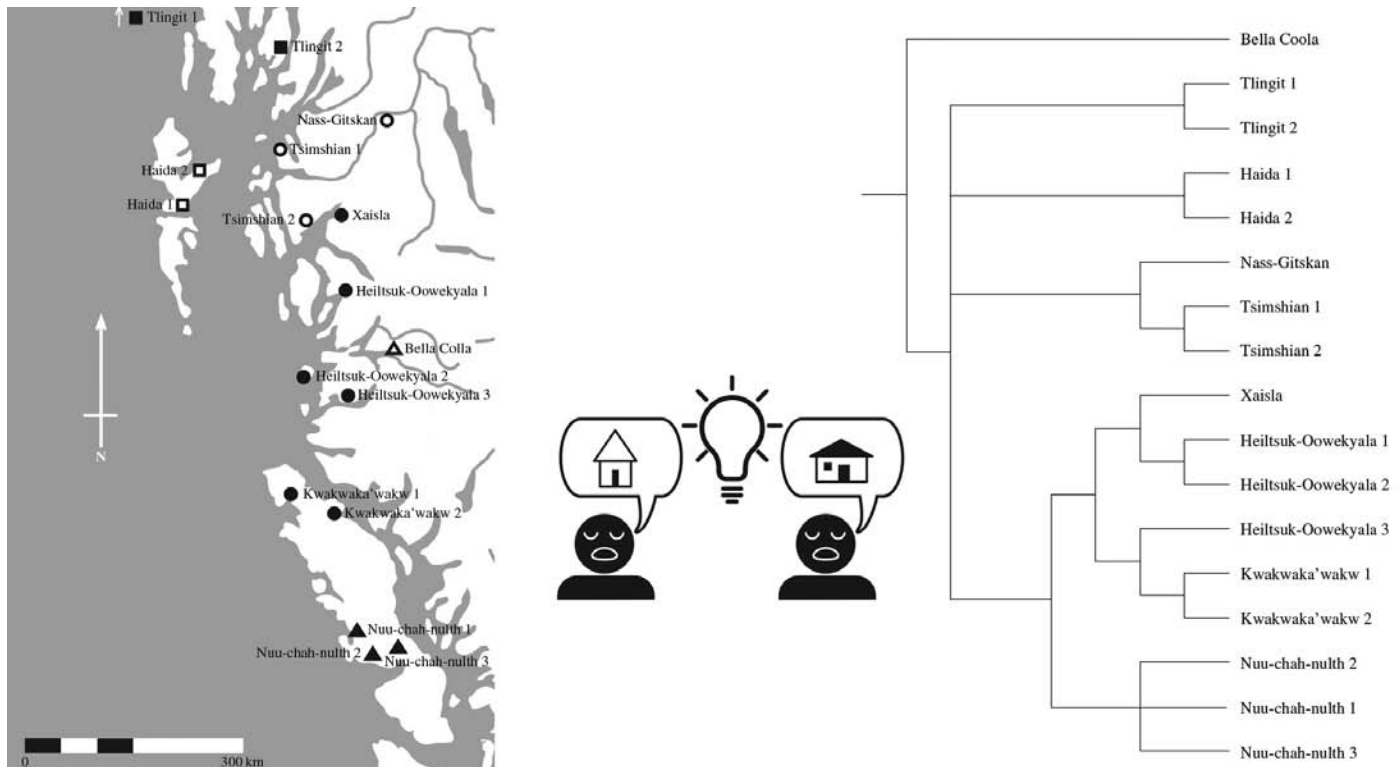 Tlingit 1
Tlingit 2
Nass-Gitskan
Tsimshian 1
Haida 2
Haida 1
Tsimshian 2
Xaisla
Heiltsuk-Oowekyala 1
Bella Colla
Heiltsuk-Oowekyala 2
Heiltsuk-Oowekyala 3
N
Kwakwaka'wakw 1
Kwakwaka'wakw 2
Nuu-chah-nulth 1
Nuu-chah-nulth 2
Nuu-chah-nulth 3
0 300 km
Bella Coola
Tlingit 1
Tlingit 2
Haida 1
Haida 2
Nass-Gitskan
Tsimshian 1
Tsimshian 2
Xaisla
Heiltsuk-Oowekyala 1
Heiltsuk-Oowekyala 2
Heiltsuk-Oowekyala 3
Kwakwaka'wakw 1
Kwakwaka'wakw 2
Nuu-chah-nulth 2
Nuu-chah-nulth 1
Nuu-chah-nulth 3